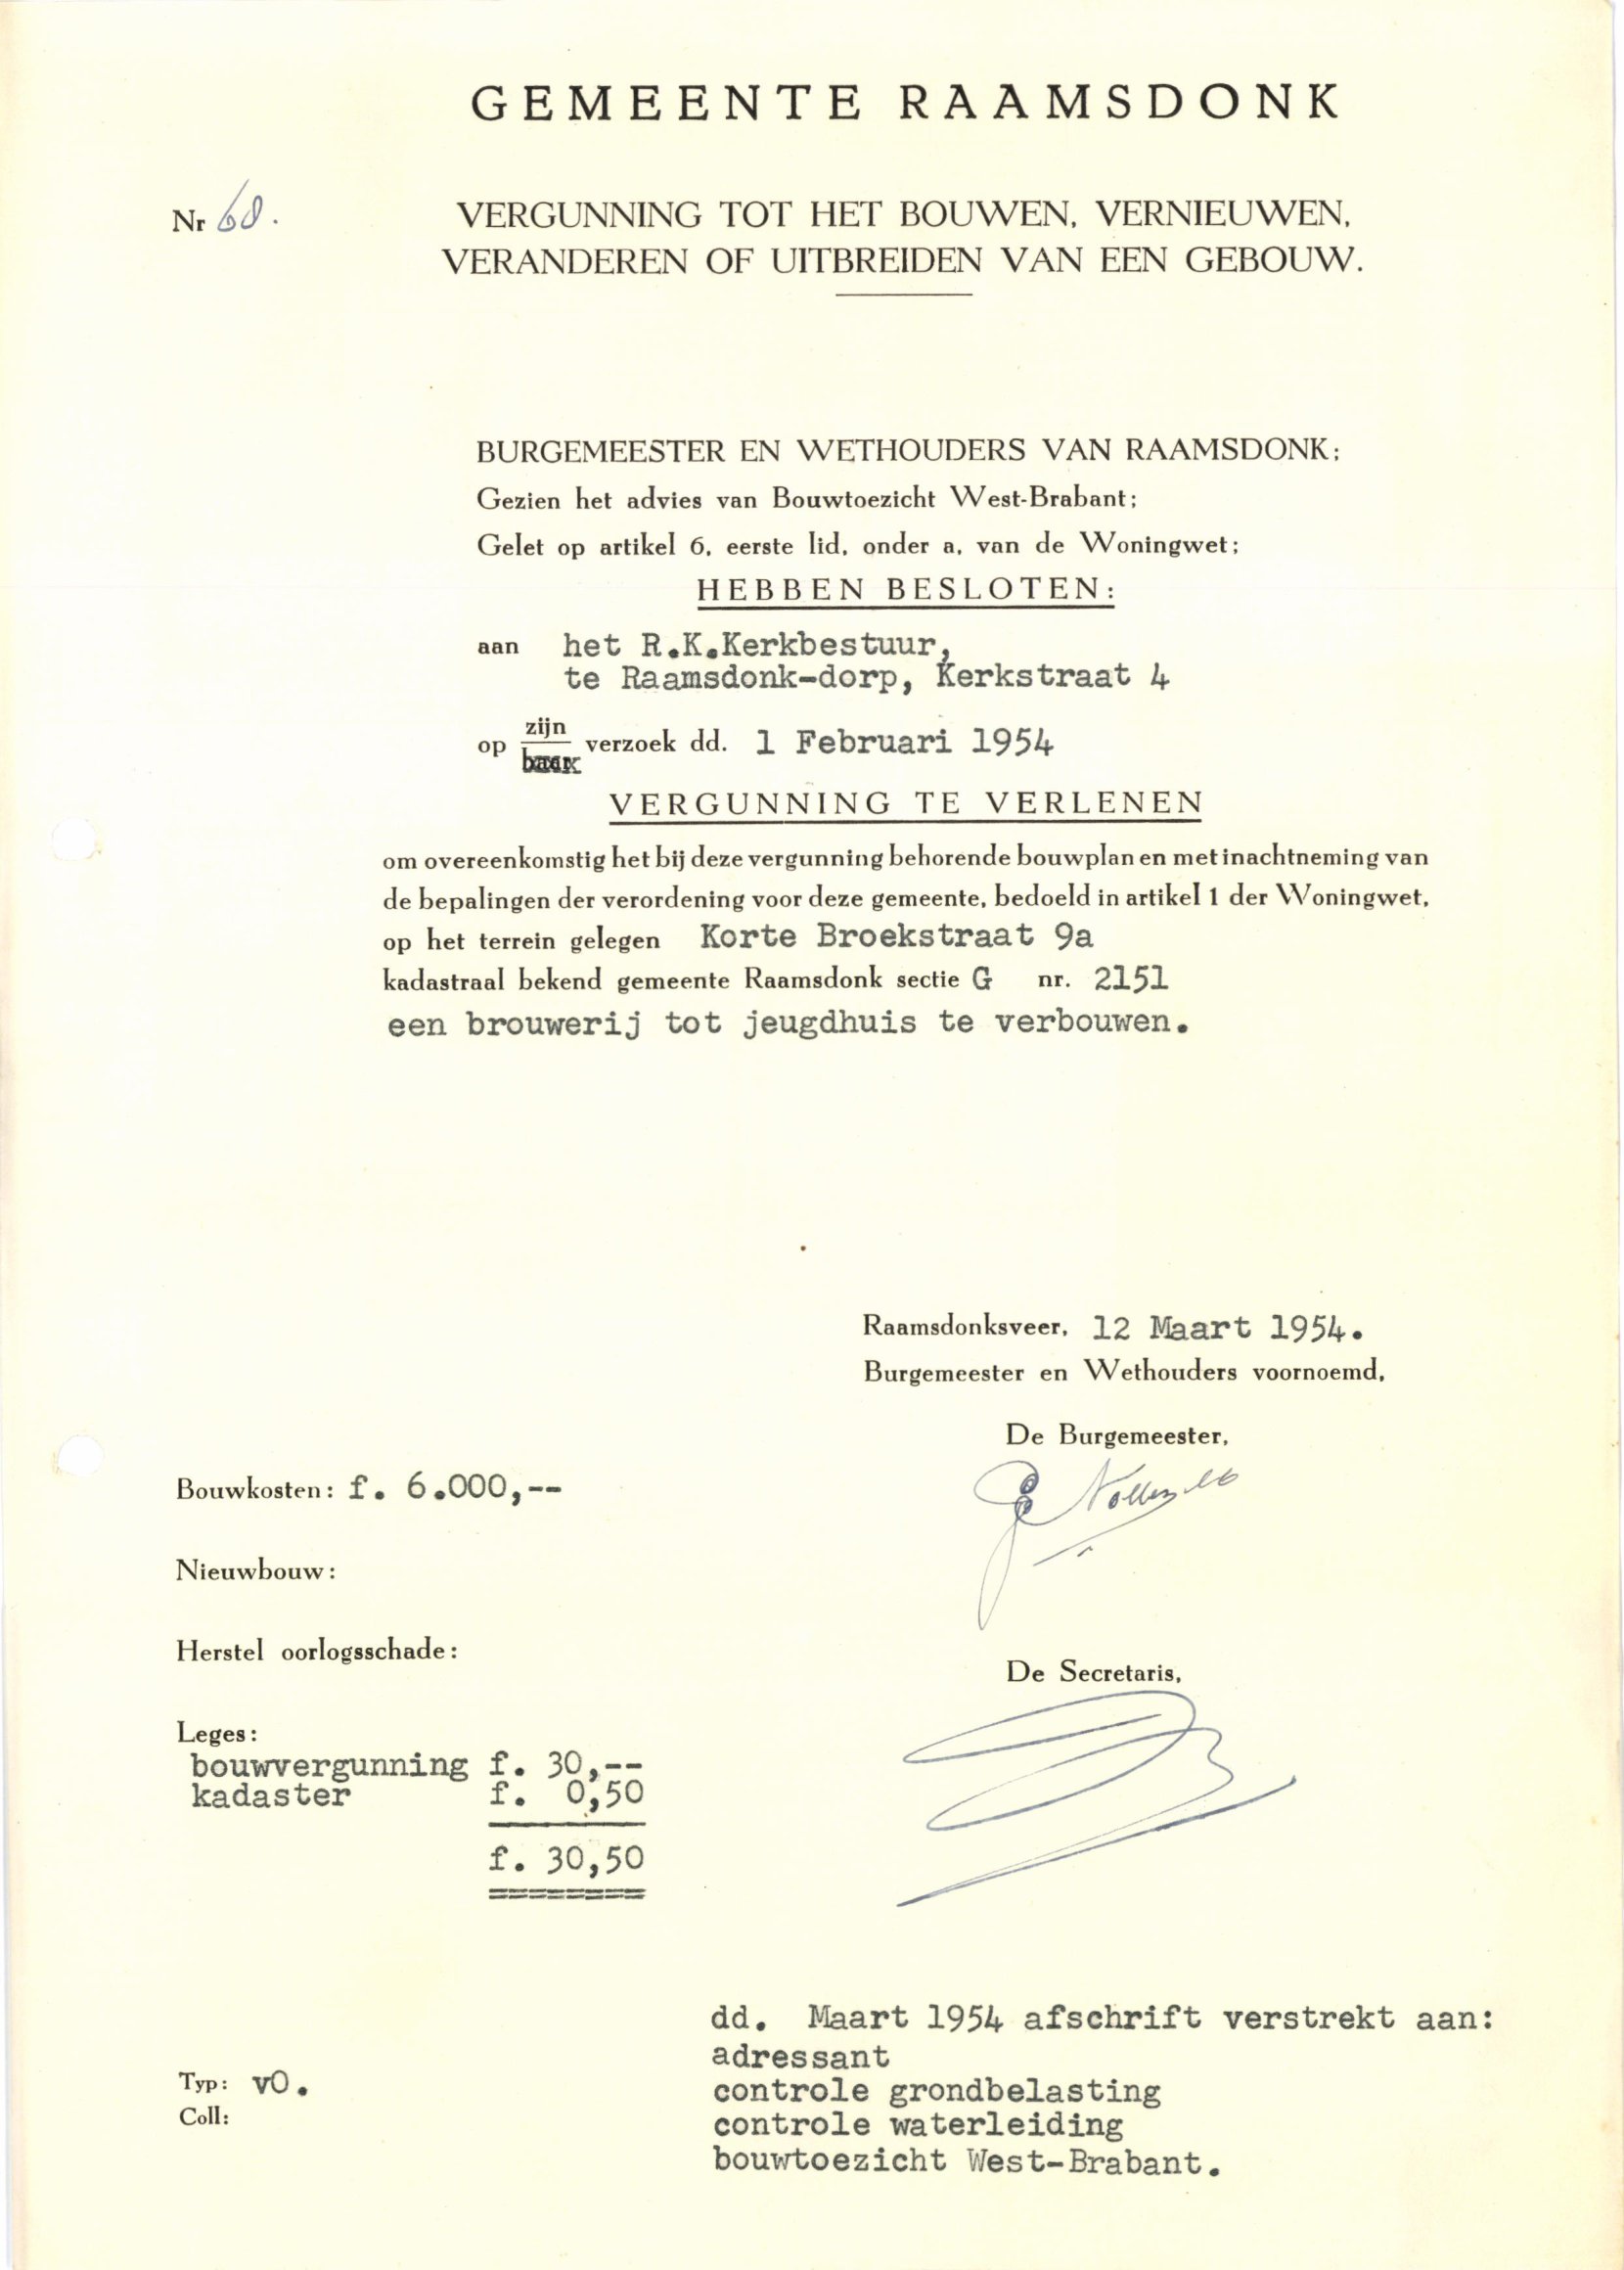 GEMEENTE RAAMSDONK
Nr 68.
VERGUNNING TOT HET BOUWEN, VERNIEUWEN,
VERANDEREN OF UITBREIDEN VAN EEN GEBOUW.
BURGEMEESTER EN WETHOUDERS VAN RAAMSDONK;
Gezien het advies van Bouwtoezicht West-Brabant;
Gelet op artikel 6, eerste lid, onder a, van de Woningwet;
HEBBEN BESLOTEN:
aan het R.K.Kerkbestuur,
te Raamsdonk-dorp, Kerkstraat 4
op zijn verzoek dd. 1 Februari 1954
VERGUNNING TE VERLENEN
om overeenkomstig het bij deze vergunning behorende bouwplan en met inachtneming van
de bepalingen der verordening voor deze gemeente, bedoeld in artikel 1 der Woningwet,
op het terrein gelegen Korte Broekstraat 9a
kadastraal bekend gemeente Raamsdonk sectie G nr. 2151
een brouwerij tot jeugdhuis te verbouwen.
Raamsdonksveer, 12 Maart 1954.
Burgemeester en Wethouders voornoemd,
De Burgemeester,
Bouwkosten: f. 6.000,--
Nieuwbouw:
Herstel oorlogsschade:
De Secretaris,
Leges:
bouwvergunning f. 30,--
kadaster f. 0,50
f. 30,50
dd. Maart 1954 afschrift verstrekt aan:
adressant
controle grondbelasting
controle waterleiding
bouwtoezicht West-Brabant.
Typ: vO.
Coll: